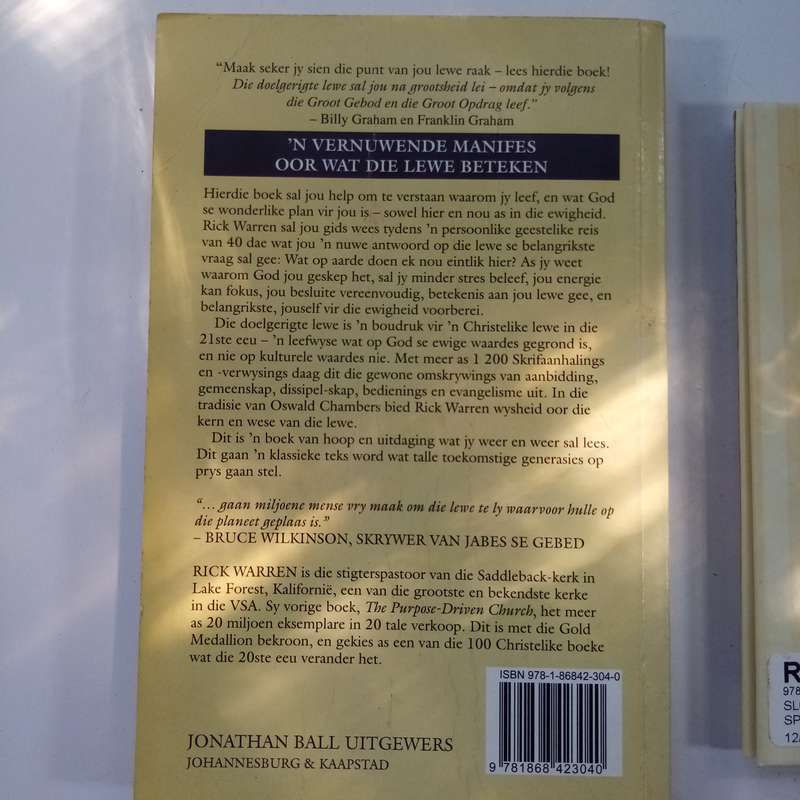 “Maak seker jy sien die punt van jou lewe raak – lees hierdie boek!
Die doelgerigte lewe sal jou na grootsheid lei – omdat jy volgens
die Groot Gebod en die Groot Opdrag leef.”
– Billy Graham en Franklin Graham
’N VERNUWENDE MANIFES
OOR WAT DIE LEWE BETEKEN
Hierdie boek sal jou help om te verstaan waarom jy leef, en wat God
se wonderlike plan vir jou is – sowel hier en nou as in die ewigheid.
Rick Warren sal jou gids wees tydens ’n persoonlike geestelike reis
van 40 dae wat jou ’n nuwe antwoord op die lewe se belangrikste
vraag sal gee: Wat op aarde doen ek nou eintlik hier? As jy weet
waarom God jou geskep het, sal jy minder stres beleef, jou energie
kan fokus, jou besluite vereenvoudig, betekenis aan jou lewe gee, en
belangrikste, jouself vir die ewigheid voorberei.
Die doelgerigte lewe is ’n boudruk vir ’n Christelike lewe in die
21ste eeu – ’n leefwyse wat op God se ewige waardes gegrond is,
en nie op kulturele waardes nie. Met meer as 1 200 Skrifaanhalings
en -verwysings daag dit die gewone omskrywings van aanbidding,
gemeenskap, dissipel-skap, bedienings en evangelisme uit. In die
tradisie van Oswald Chambers bied Rick Warren wysheid oor die
kern en wese van die lewe.
Dit is ’n boek van hoop en uitdaging wat jy weer en weer sal lees.
Dit gaan ’n klassieke teks word wat talle toekomstige generasies op
prys gaan stel.
“…gaan miljoene mense vry maak om die lewe te ly waarvoor hulle op
die planeet geplaas is.”
– BRUCE WILKINSON, SKRYWER VAN JABES SE GEBED
RICK WARREN is die stigterspastoor van die Saddleback-kerk in
Lake Forest, Kalifornië, een van die grootste en bekendste kerke
in die VSA. Sy vorige boek, The Purpose-Driven Church, het meer
as 20 miljoen eksemplare in 20 tale verkoop. Dit is met die Gold
Medallion bekroon, en gekies as een van die 100 Christelike boeke
wat die 20ste eeu verander het.
ISBN 978-1-86842-304-0
9 781868 423040
JONATHAN BALL UITGEWERS
JOHANNESBURG & KAAPSTAD
R
978
SP
12/